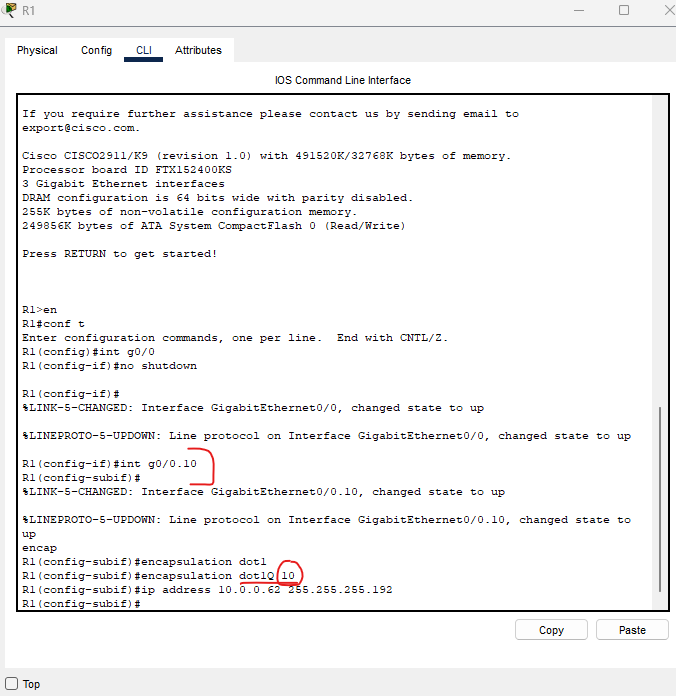 R1
Physical Config CLI Attributes
IOS Command Line Interface
If you require further assistance please contact us by sending email to
export@cisco.com.
Cisco CISCO2911/K9 (revision 1.0) with 491520K/32768K bytes of memory.
Processor board ID FTX152400KS
3 Gigabit Ethernet interfaces
DRAM configuration is 64 bits wide with parity disabled.
255K bytes of non-volatile configuration memory.
249856K bytes of ATA System CompactFlash 0 (Read/Write)
Press RETURN to get started!
R1>en
R1#conf t
Enter configuration commands, one per line.  End with CNTL/Z.
R1(config)#int g0/0
R1(config-if)#no shutdown
R1(config-if)#
%LINK-5-CHANGED: Interface GigabitEthernet0/0, changed state to up
%LINEPROTO-5-UPDOWN: Line protocol on Interface GigabitEthernet0/0, changed state to up
R1(config-if)#int g0/0.10
R1(config-subif)#
%LINK-5-CHANGED: Interface GigabitEthernet0/0.10, changed state to up
%LINEPROTO-5-UPDOWN: Line protocol on Interface GigabitEthernet0/0.10, changed state to
up
encap
R1(config-subif)#encapsulation dot1
R1(config-subif)#encapsulation dot1Q 10
R1(config-subif)#ip address 10.0.0.62 255.255.255.192
R1(config-subif)#
Copy Paste
Top